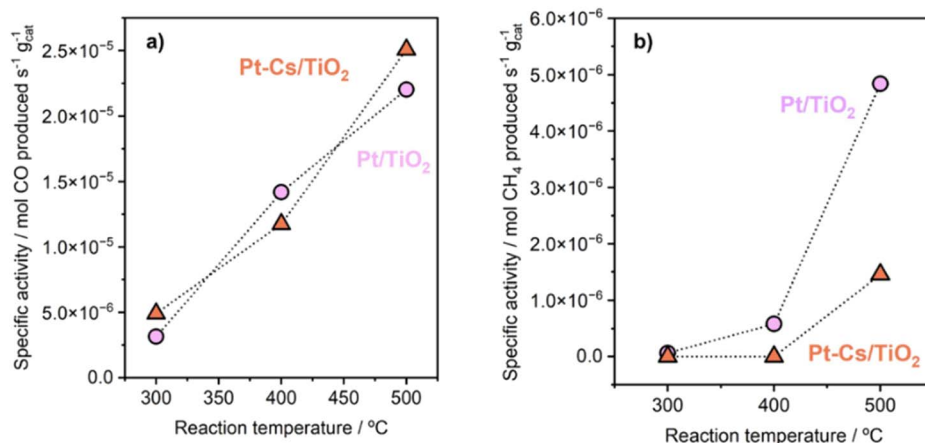 a)
Specific activity / mol CO produced s⁻¹ g⁻¹cat
2.5×10⁻⁵
2.0×10⁻⁵
1.5×10⁻⁵
1.0×10⁻⁵
5.0×10⁻⁶
0.0
Pt-Cs/TiO₂
Pt/TiO₂
300 350 400 450 500
Reaction temperature / ºC
b)
Specific activity / mol CH₄ produced s⁻¹ g⁻¹cat
6.0×10⁻⁶
5.0×10⁻⁶
4.0×10⁻⁶
3.0×10⁻⁶
2.0×10⁻⁶
1.0×10⁻⁶
0.0
Pt/TiO₂
Pt-Cs/TiO₂
300 350 400 450 500
Reaction temperature / ºC